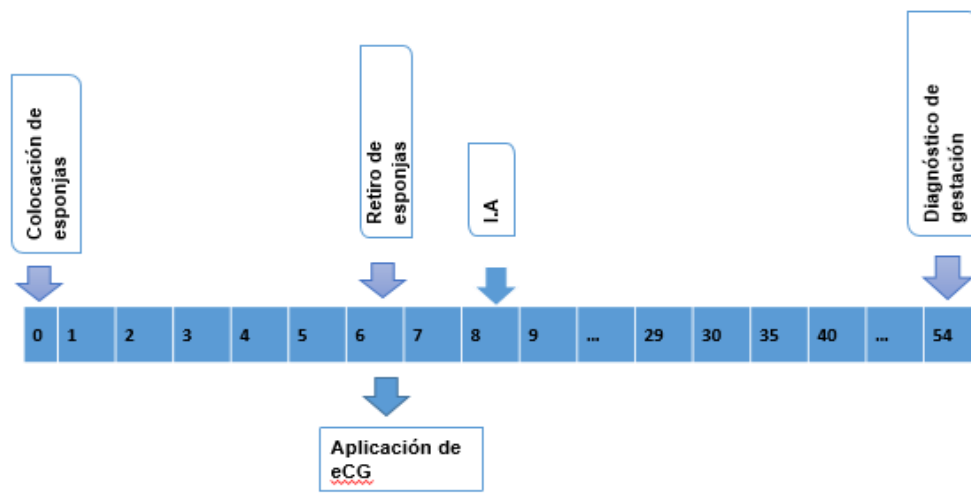 Colocación de
esponjas
Retiro de
esponjas
I.A
Diagnóstico de
gestación
0 1 2 3 4 5 6 7 8 9 ... 29 30 35 40 ... 54
Aplicación de
eCG